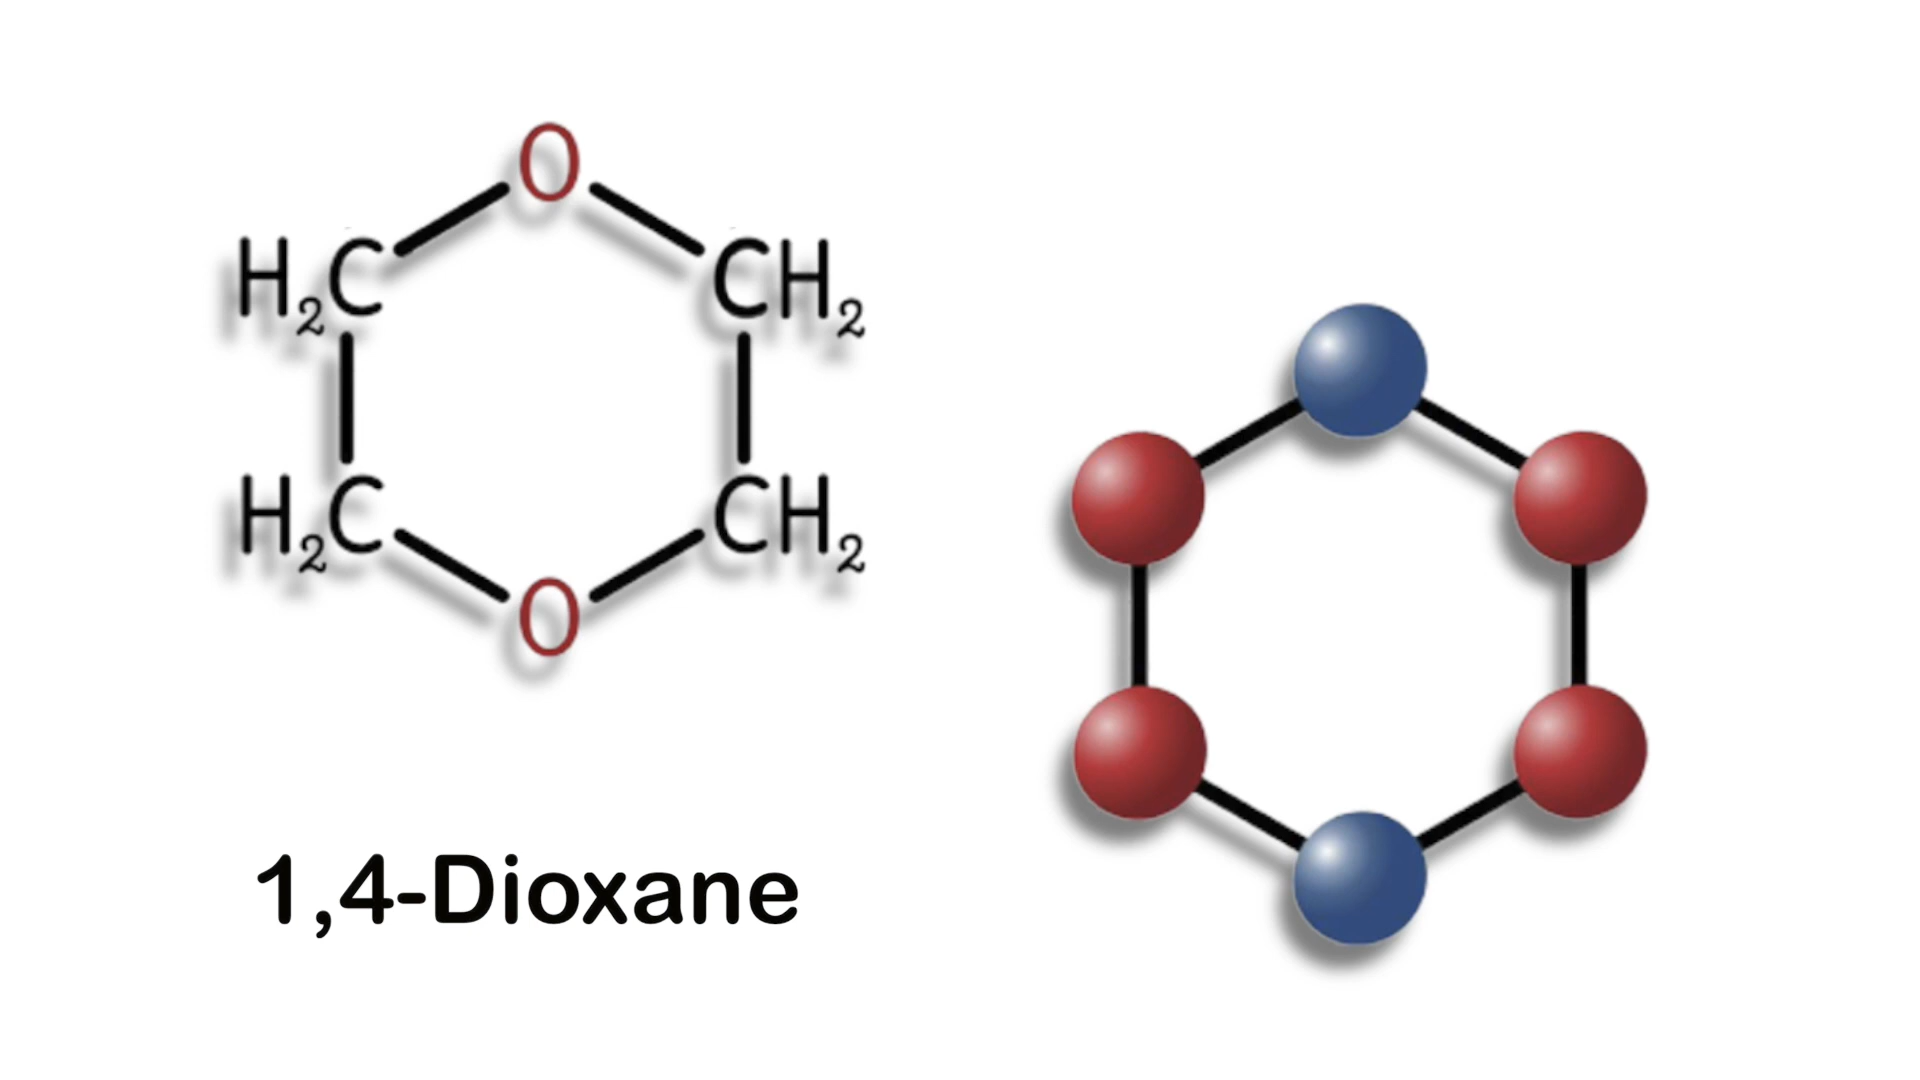 O
H₂C CH₂
H₂C CH₂
O
1,4-Dioxane